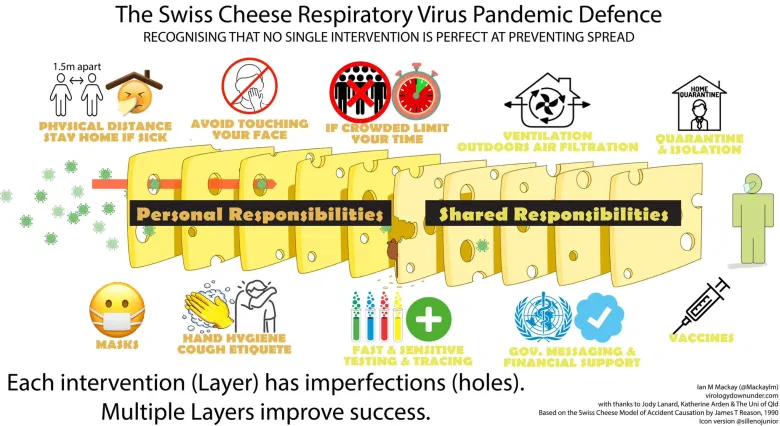 The Swiss Cheese Respiratory Virus Pandemic Defence
RECOGNISING THAT NO SINGLE INTERVENTION IS PERFECT AT PREVENTING SPREAD
1.5m apart
PHYSICAL DISTANCE
STAY HOME IF SICK
AVOID TOUCHING
YOUR FACE
IF CROWDED LIMIT
YOUR TIME
VENTILATION
OUTDOORS AIR FILTRATION
HOME
QUARANTINE
QUARANTINE
& ISOLATION
Personal Responsibilities
Shared Responsibilities
MASKS
HAND HYGIENE
COUGH ETIQUETE
FAST & SENSITIVE
TESTING & TRACING
GOV. MESSAGING &
FINANCIAL SUPPORT
VACCINES
Each intervention (Layer) has imperfections (holes).
Multiple Layers improve success.
Ian M Mackay (@MackayIm)
virologydownunder.com
with thanks to Jody Lanard, Katherine Arden & The Uni of Qld
Based on the Swiss Cheese Model of Accident Causation by James T Reason, 1990
Icon version @sillenojunior